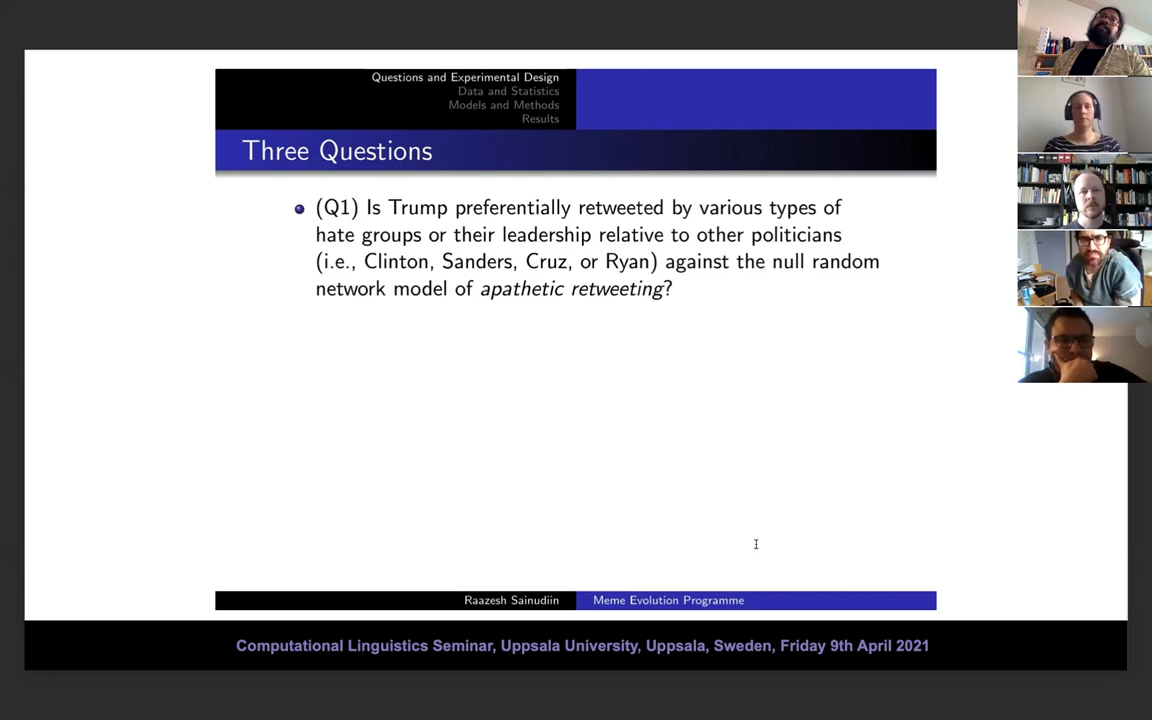 Questions and Experimental Design
Data and Statistics
Models and Methods
Results
Three Questions
(Q1) Is Trump preferentially retweeted by various types of
hate groups or their leadership relative to other politicians
(i.e., Clinton, Sanders, Cruz, or Ryan) against the null random
network model of apathetic retweeting?
Raazesh Sainudiin
Meme Evolution Programme
Computational Linguistics Seminar, Uppsala University, Uppsala, Sweden, Friday 9th April 2021